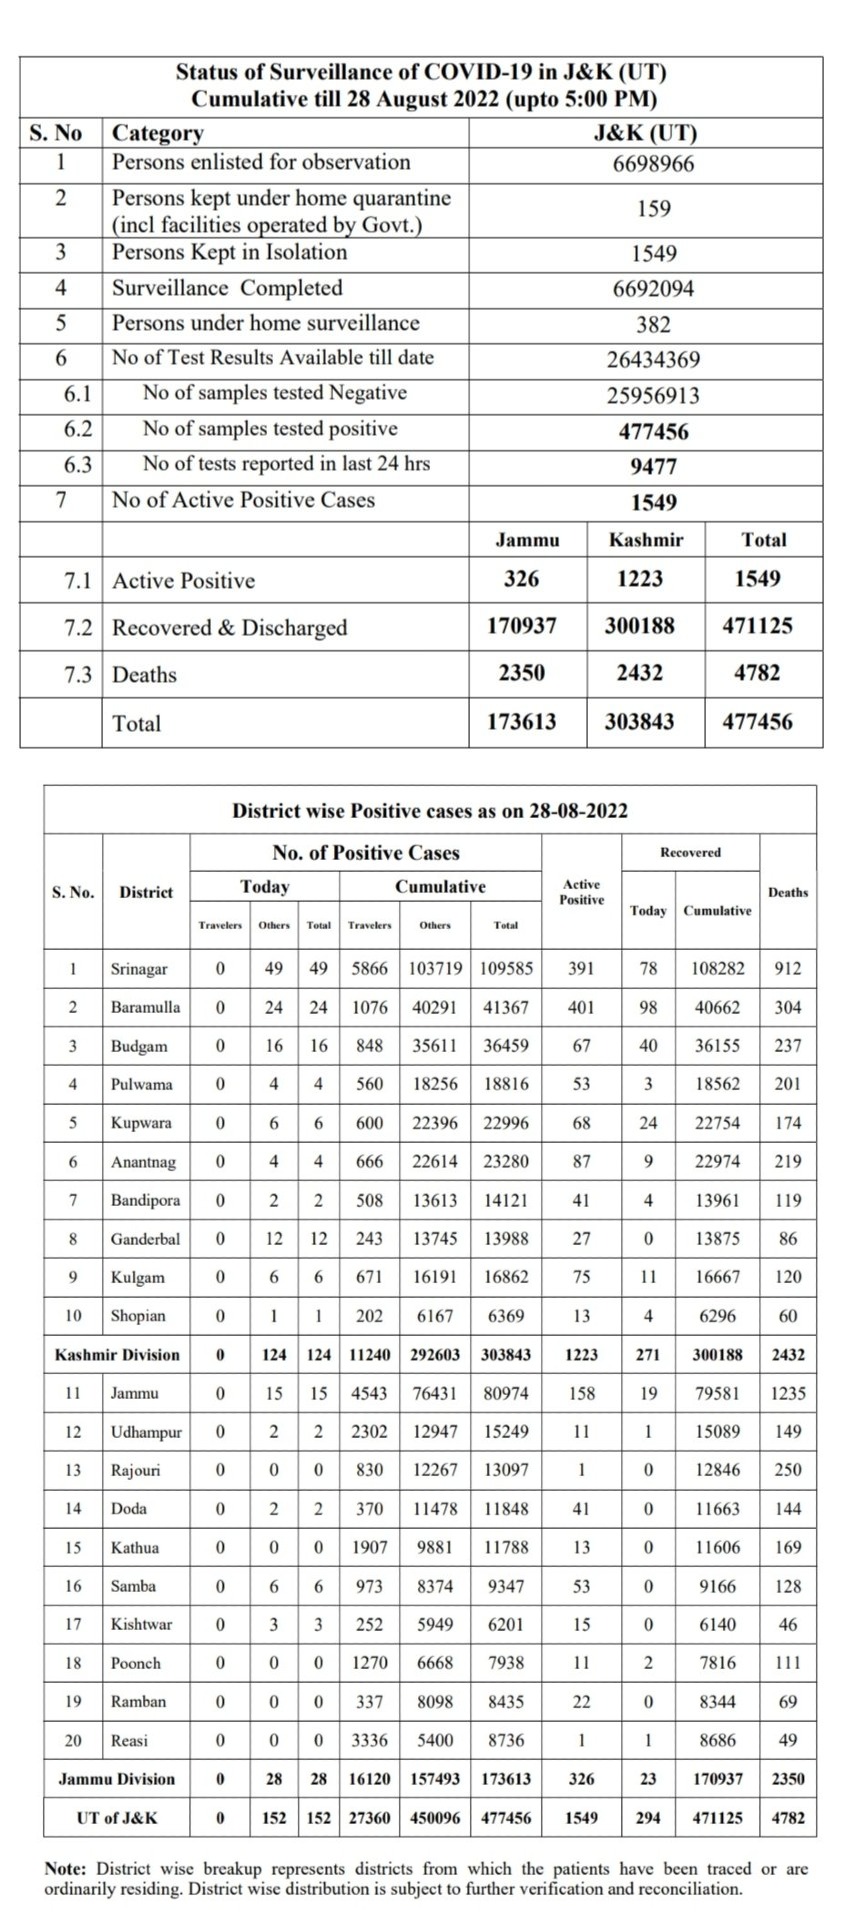 Status of Surveillance of COVID-19 in J&K (UT)
Cumulative till 28 August 2022 (upto 5:00 PM)
S. No Category J&K (UT)
1 Persons enlisted for observation 6698966
2 Persons kept under home quarantine
(incl facilities operated by Govt.) 159
3 Persons Kept in Isolation 1549
4 Surveillance Completed 6692094
5 Persons under home surveillance 382
6 No of Test Results Available till date 26434369
6.1 No of samples tested Negative 25956913
6.2 No of samples tested positive 477456
6.3 No of tests reported in last 24 hrs 9477
7 No of Active Positive Cases 1549
Jammu Kashmir Total
7.1 Active Positive 326 1223 1549
7.2 Recovered & Discharged 170937 300188 471125
7.3 Deaths 2350 2432 4782
Total 173613 303843 477456
District wise Positive cases as on 28-08-2022
S. No. District No. of Positive Cases Active Positive Recovered Deaths
Today Cumulative Today Cumulative
Travelers Others Total Travelers Others Total
1 Srinagar 0 49 49 5866 103719 109585 391 78 108282 912
2 Baramulla 0 24 24 1076 40291 41367 401 98 40662 304
3 Budgam 0 16 16 848 35611 36459 67 40 36155 237
4 Pulwama 0 4 4 560 18256 18816 53 3 18562 201
5 Kupwara 0 6 6 600 22396 22996 68 24 22754 174
6 Anantnag 0 4 4 666 22614 23280 87 9 22974 219
7 Bandipora 0 2 2 508 13613 14121 41 4 13961 119
8 Ganderbal 0 12 12 243 13745 13988 27 0 13875 86
9 Kulgam 0 6 6 671 16191 16862 75 11 16667 120
10 Shopian 0 1 1 202 6167 6369 13 4 6296 60
Kashmir Division 0 124 124 11240 292603 303843 1223 271 300188 2432
11 Jammu 0 15 15 4543 76431 80974 158 19 79581 1235
12 Udhampur 0 2 2 2302 12947 15249 11 1 15089 149
13 Rajouri 0 0 0 830 12267 13097 1 0 12846 250
14 Doda 0 2 2 370 11478 11848 41 0 11663 144
15 Kathua 0 0 0 1907 9881 11788 13 0 11606 169
16 Samba 0 6 6 973 8374 9347 53 0 9166 128
17 Kishtwar 0 3 3 252 5949 6201 15 0 6140 46
18 Poonch 0 0 0 1270 6668 7938 11 2 7816 111
19 Ramban 0 0 0 337 8098 8435 22 0 8344 69
20 Reasi 0 0 0 3336 5400 8736 1 1 8686 49
Jammu Division 0 28 28 16120 157493 173613 326 23 170937 2350
UT of J&K 0 152 152 27360 450096 477456 1549 294 471125 4782
Note: District wise breakup represents districts from which the patients have been traced or are
ordinarily residing. District wise distribution is subject to further verification and reconciliation.